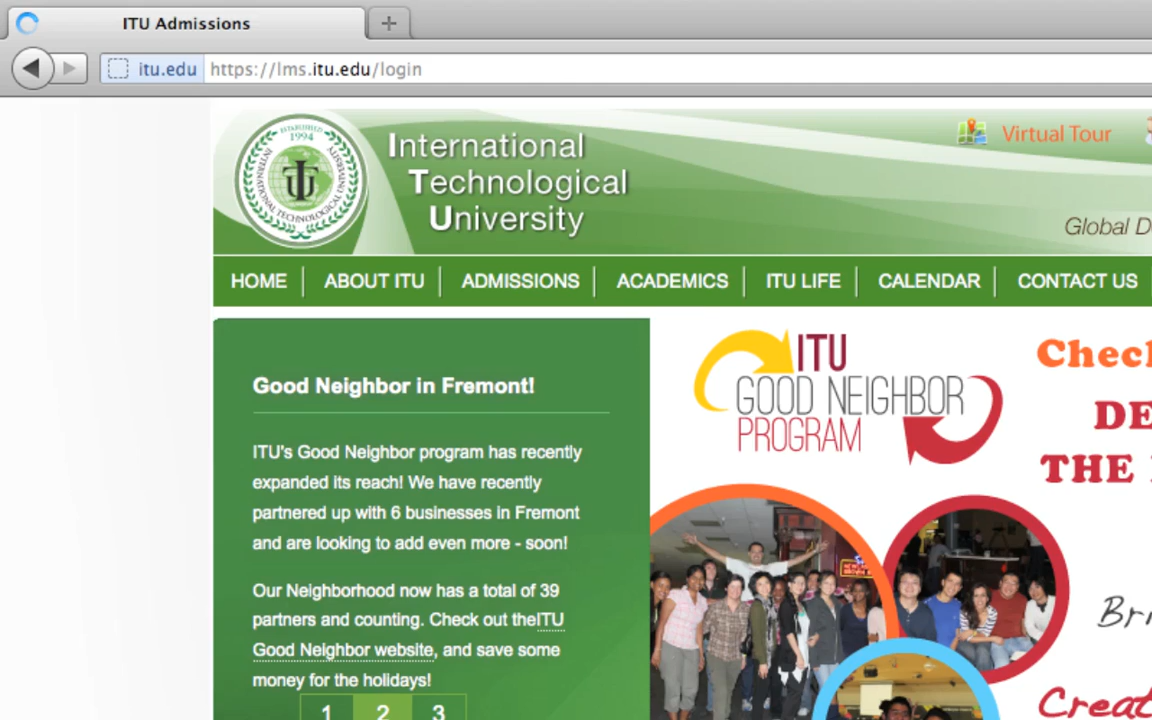 ITU Admissions
itu.edu https://lms.itu.edu/login
ESTABLISHED 1994
INTERNATIONAL TECHNOLOGICAL UNIVERSITY
International
Technological
University
Virtual Tour
Global
HOME ABOUT ITU ADMISSIONS ACADEMICS ITU LIFE CALENDAR CONTACT US
Good Neighbor in Fremont!
ITU's Good Neighbor program has recently
expanded its reach! We have recently
partnered up with 6 businesses in Fremont
and are looking to add even more - soon!
Our Neighborhood now has a total of 39
partners and counting. Check out theITU
Good Neighbor website, and save some
money for the holidays!
1 2 3
ITU
GOOD NEIGHBOR
PROGRAM
THE